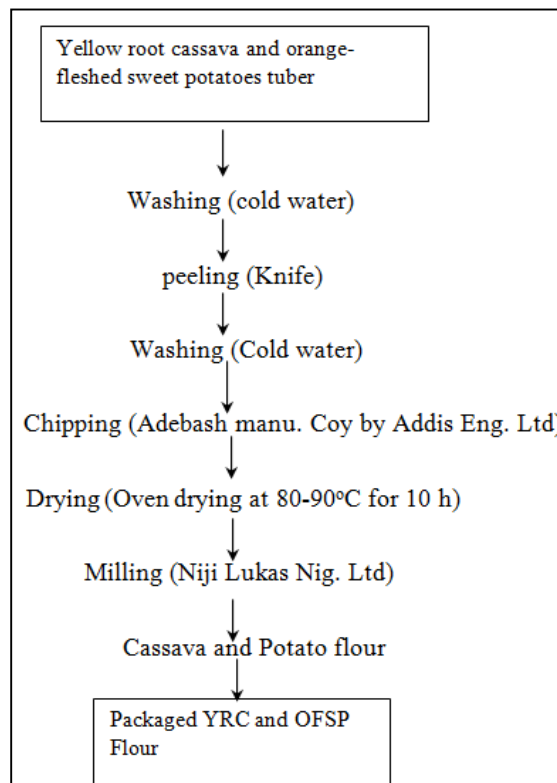 Yellow root cassava and orange-
fleshed sweet potatoes tuber
Washing (cold water)
peeling (Knife)
Washing (Cold water)
Chipping (Adebash manu. Coy by Addis Eng. Ltd)
Drying (Oven drying at 80-90ºC for 10 h)
Milling (Niji Lukas Nig. Ltd)
Cassava and Potato flour
Packaged YRC and OFSP
Flour